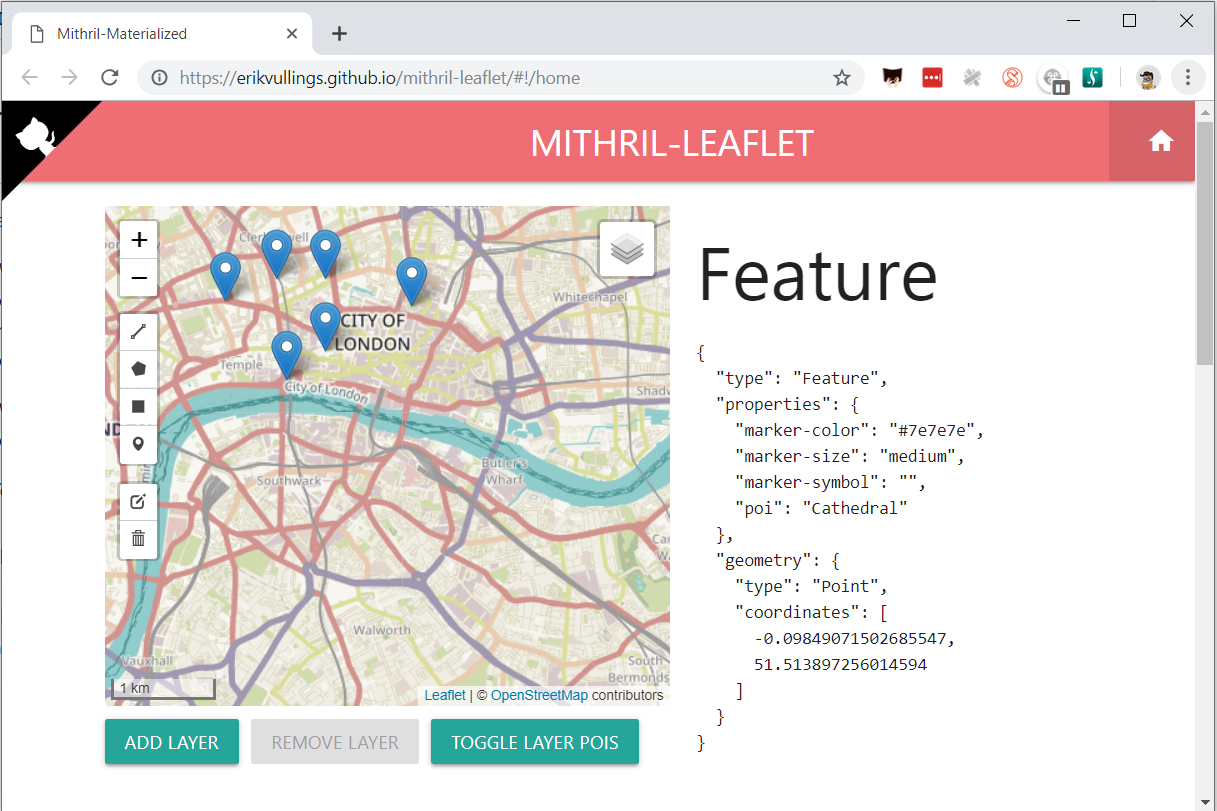 Mithril-Materialized
https://erikvullings.github.io/mithril-leaflet/#!/home
MITHRIL-LEAFLET
+
−
Whitechapel
CITY OF
LONDON
Temple
City of London
Butler's
Wharf
Southwark
Walworth
Vauxhall
South
1 km
Leaflet | © OpenStreetMap contributors
ADD LAYER
REMOVE LAYER
TOGGLE LAYER POIS
Feature
{
"type": "Feature",
"properties": {
"marker-color": "#7e7e7e",
"marker-size": "medium",
"marker-symbol": "",
"poi": "Cathedral"
},
"geometry": {
"type": "Point",
"coordinates": [
-0.09849071502685547,
51.513897256014594
]
}
}